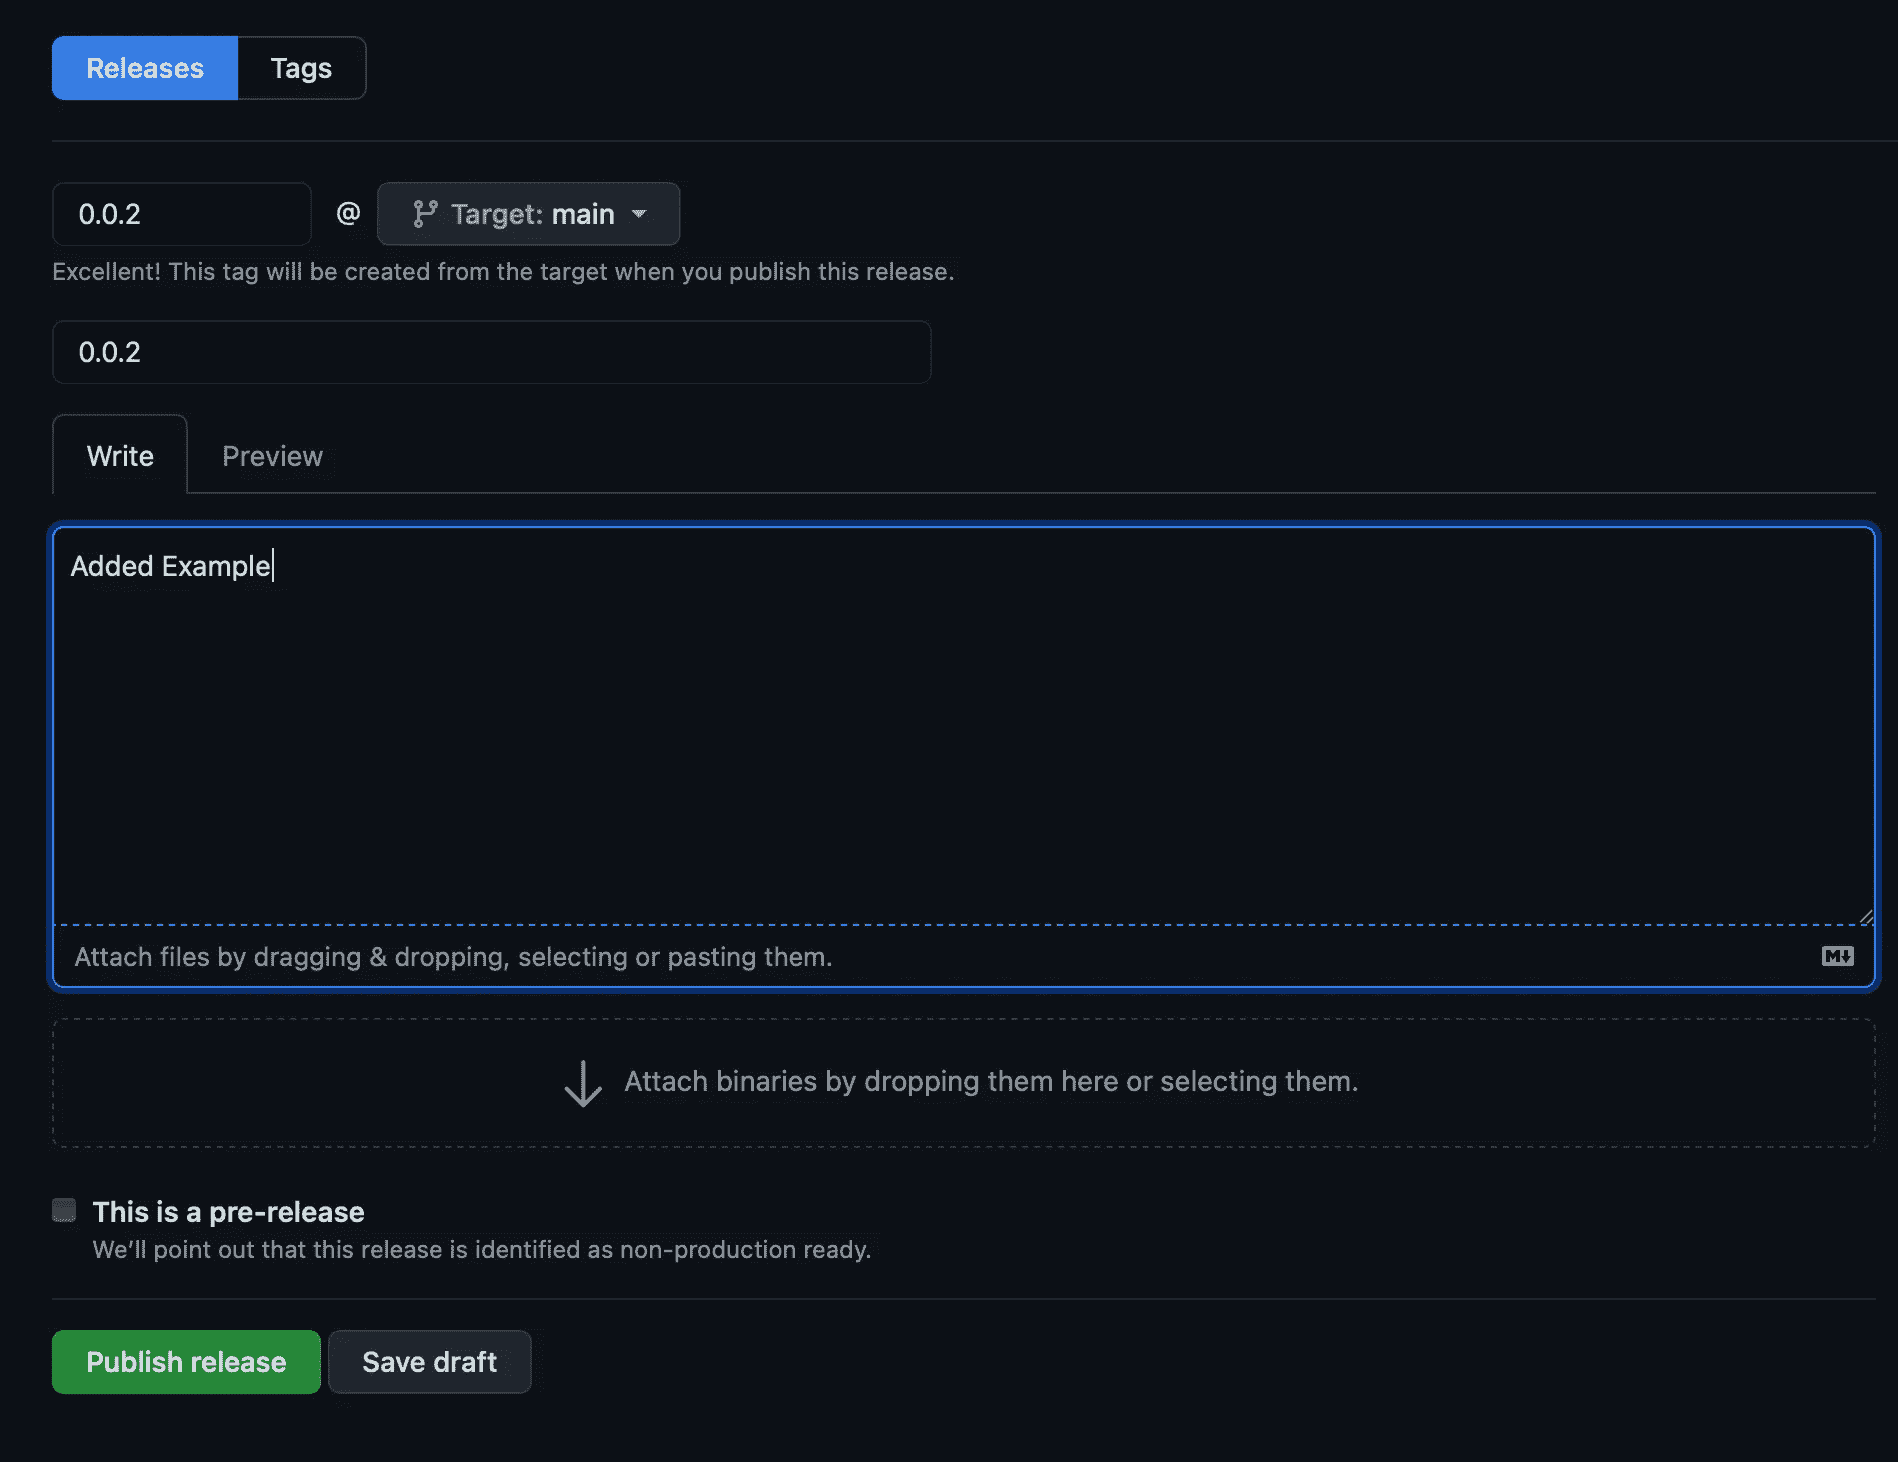 Releases Tags
0.0.2 @ Target: main
Excellent! This tag will be created from the target when you publish this release.
0.0.2
Write Preview
Added Example
Attach files by dragging & dropping, selecting or pasting them. M
Attach binaries by dropping them here or selecting them.
This is a pre-release
We’ll point out that this release is identified as non-production ready.
Publish release Save draft